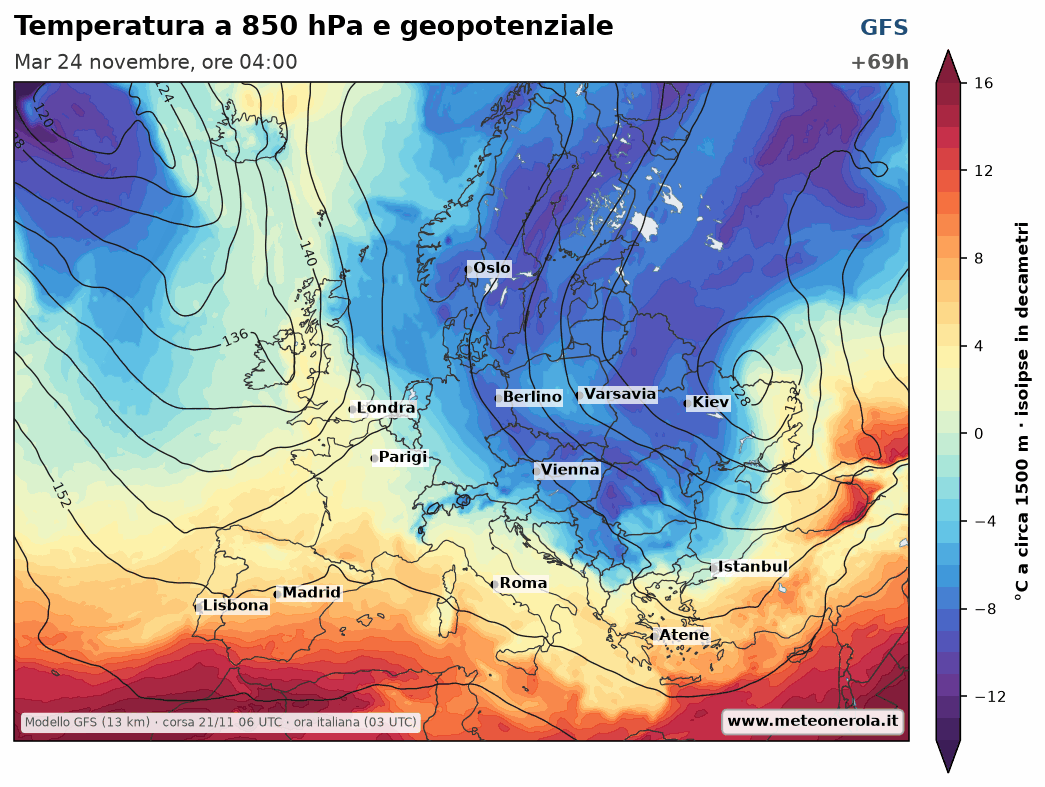 Temperatura a 850 hPa e geopotenziale
GFS
Mar 24 novembre, ore 04:00
+69h
120
124
128
140
136
152
128
132
Oslo
Berlino
Varsavia
Kiev
Londra
Parigi
Vienna
Istanbul
Roma
Madrid
Lisbona
Atene
Modello GFS (13 km) · corsa 21/11 06 UTC · ora italiana (03 UTC)
www.meteonerola.it
16
12
8
4
0
−4
−8
−12
°C a circa 1500 m · isoipse in decametri